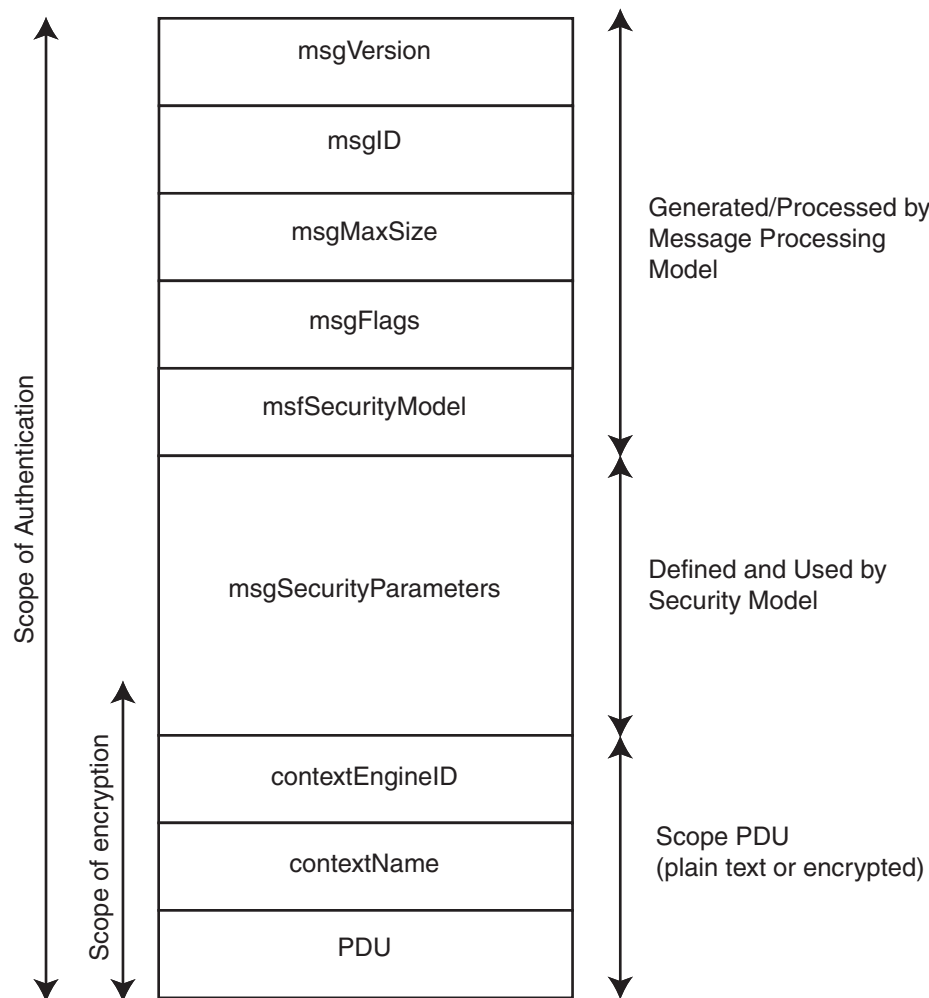 msgVersion
msgID
msgMaxSize
msgFlags
msfSecurityModel
msgSecurityParameters
contextEngineID
contextName
PDU
Scope of Authentication
Scope of encryption
Generated/Processed by
Message Processing
Model
Defined and Used by
Security Model
Scope PDU
(plain text or encrypted)